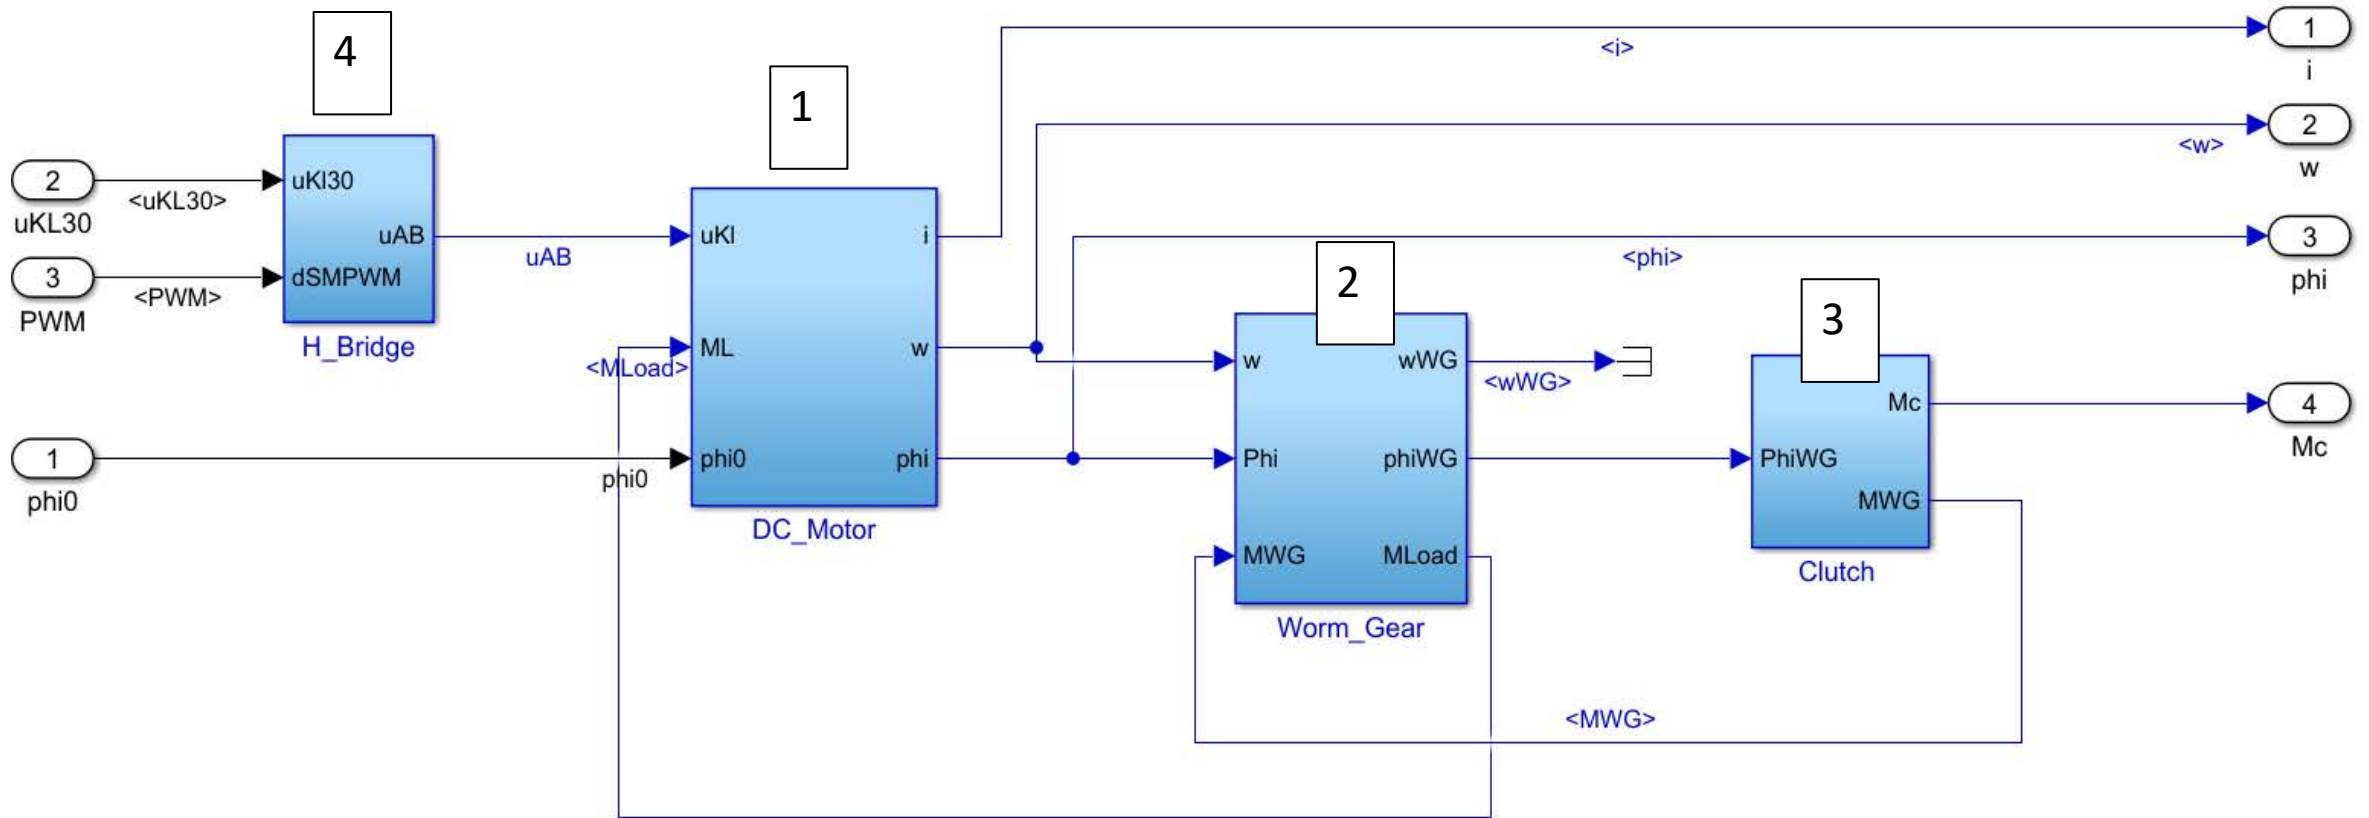 4
1
2
3
2
uKL30
<uKL30>
3
PWM
<PWM>
1
phi0
phi0
uKl30
dSMPWM
uAB
H_Bridge
uAB
<MLoad>
uKl
ML
phi0
i
w
phi
DC_Motor
w
Phi
MWG
wWG
phiWG
MLoad
Worm_Gear
<wWG>
PhiWG
Mc
MWG
Clutch
<MWG>
<i>
<w>
<phi>
1
i
2
w
3
phi
4
Mc